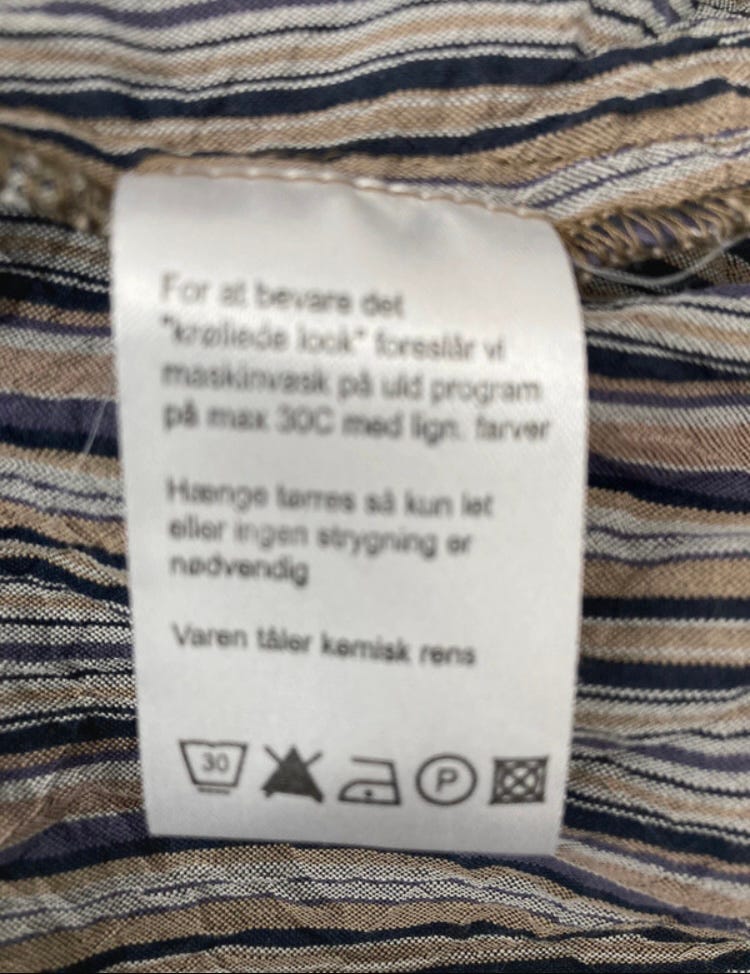 For at bevare det
"krøllede look" foreslår vi
maskinvask på uld program
på max 30C med lign. farver
Hænge tørres så kun let
eller ingen strygning er
nødvendig
Varen tåler kemisk rens
30 P